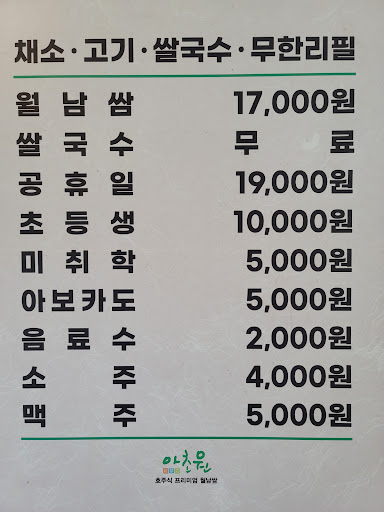 채소·고기·쌀국수·무한리필
월남쌈 17,000원
쌀국수 무료
공휴일 19,000원
초등생 10,000원
미취학 5,000원
아보카도 5,000원
음료수 2,000원
소주 4,000원
맥주 5,000원
아초원
호주식 프리미엄 월남쌈